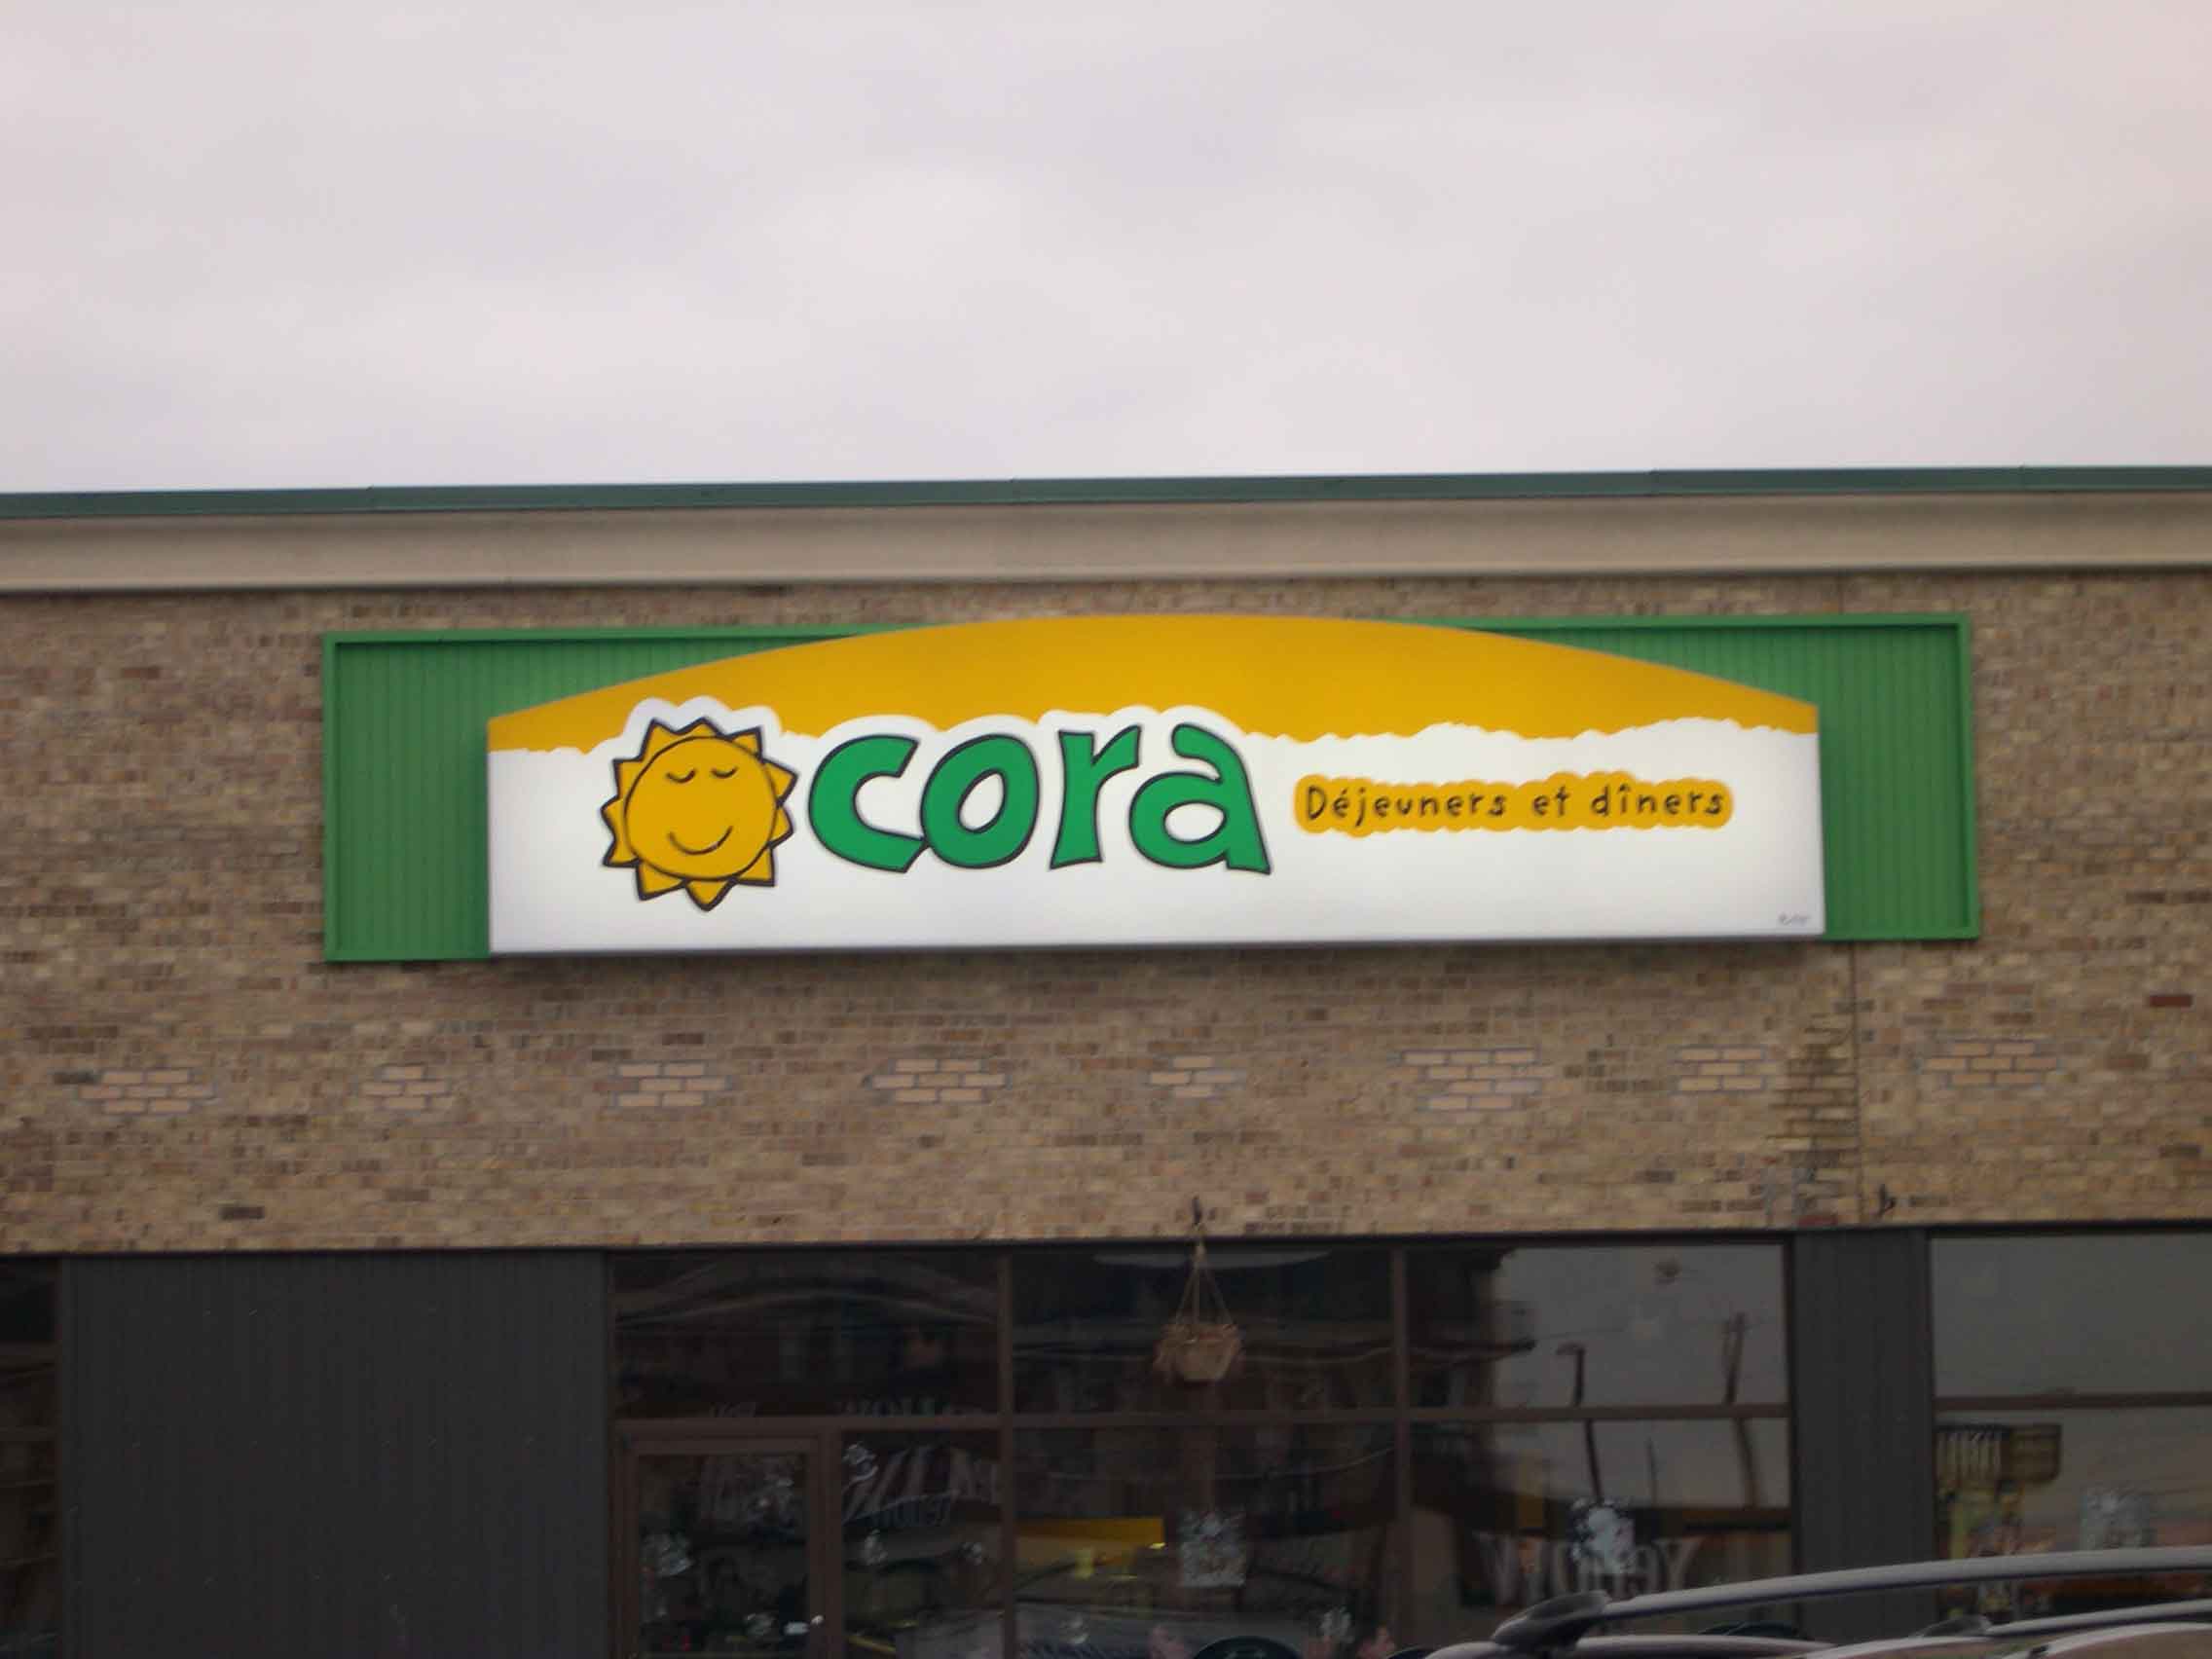 cora
Déjeuners et dîners